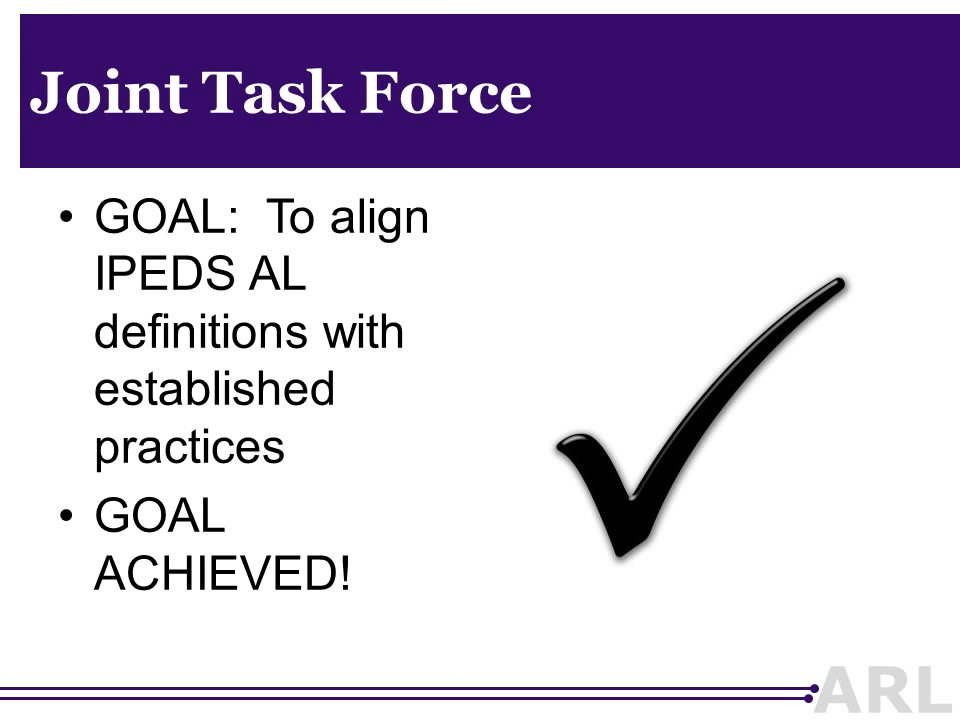 Joint Task Force
• GOAL:  To align
IPEDS AL
definitions with
established
practices
• GOAL
ACHIEVED!
ARL